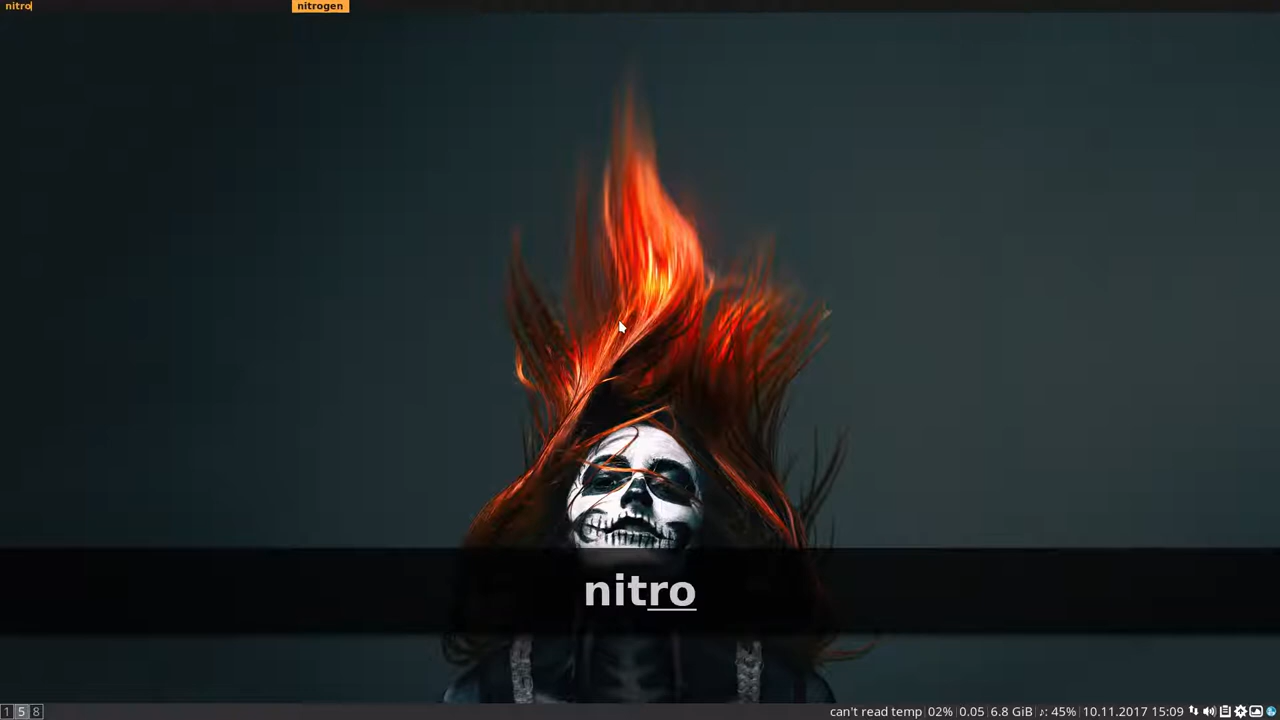 nitro nitrogen
nitro
1 5 8 can't read temp 02% 0.05 6.8 GiB ♪: 45% 10.11.2017 15:09